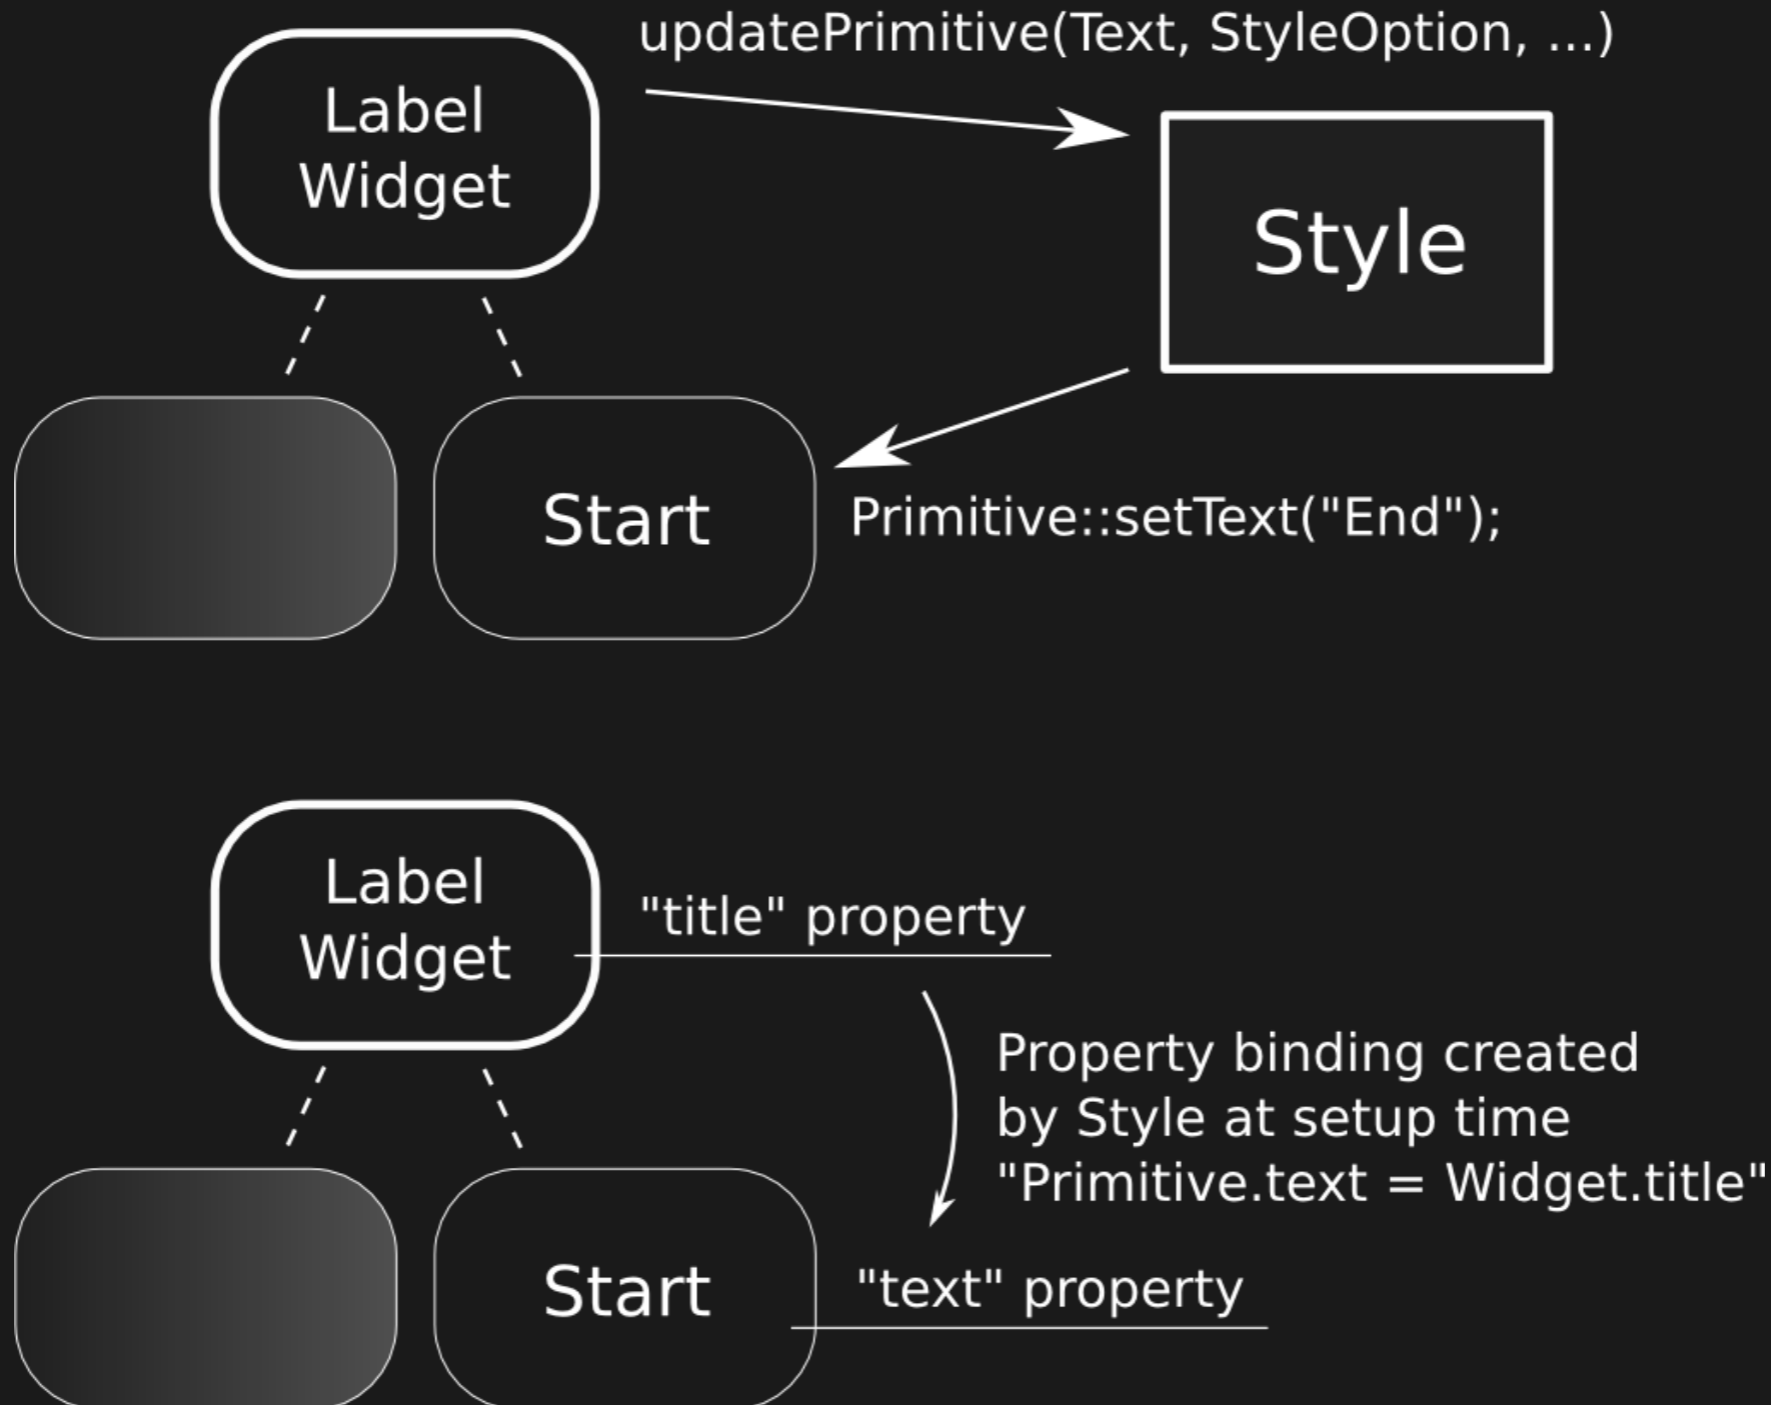 updatePrimitive(Text, StyleOption, ...)
Label
Widget
Style
Start
Primitive::setText("End");
Label
Widget
"title" property
Property binding created
by Style at setup time
"Primitive.text = Widget.title"
Start
"text" property